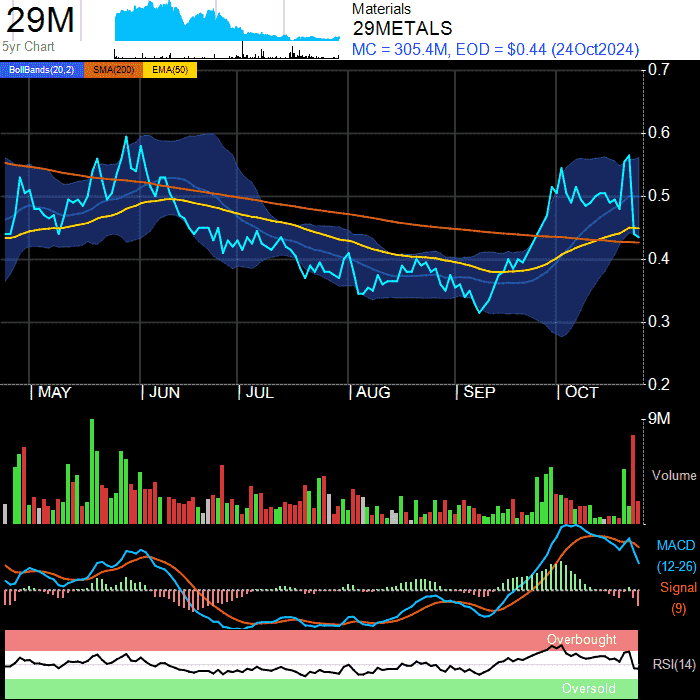 29M
5yr Chart
Materials
29METALS
MC = 305.4M, EOD = $0.44 (24Oct2024)
BollBands(20,2) SMA(200) EMA(50)
0.7
0.6
0.5
0.4
0.3
0.2
| MAY | JUN | JUL | AUG | SEP | OCT
9M
Volume
MACD
(12-26)
Signal
(9)
Overbought
RSI(14)
Oversold